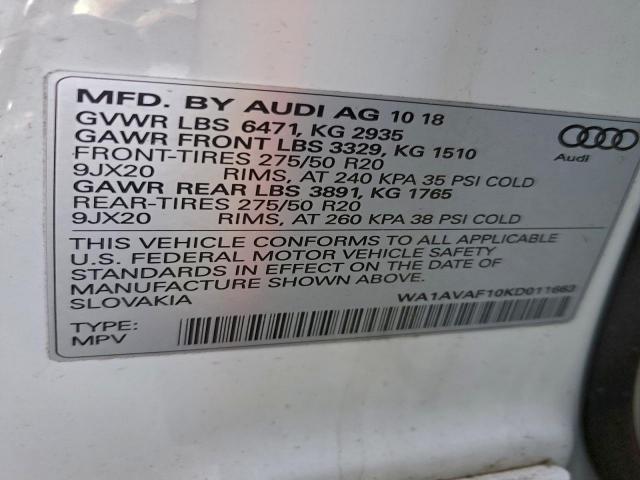 MFD. BY AUDI AG 10 18
GVWR LBS 6471, KG 2935
GAWR FRONT LBS 3329, KG 1510
FRONT-TIRES 275/50 R20
9JX20 RIMS, AT 240 KPA 35 PSI COLD
GAWR REAR LBS 3891, KG 1765
REAR-TIRES 275/50 R20
9JX20 RIMS, AT 260 KPA 38 PSI COLD
Audi
THIS VEHICLE CONFORMS TO ALL APPLICABLE
U.S. FEDERAL MOTOR VEHICLE SAFETY
STANDARDS IN EFFECT ON THE DATE OF
MANUFACTURE SHOWN ABOVE.
SLOVAKIA
WA1AVAF10KD011663
TYPE:
MPV